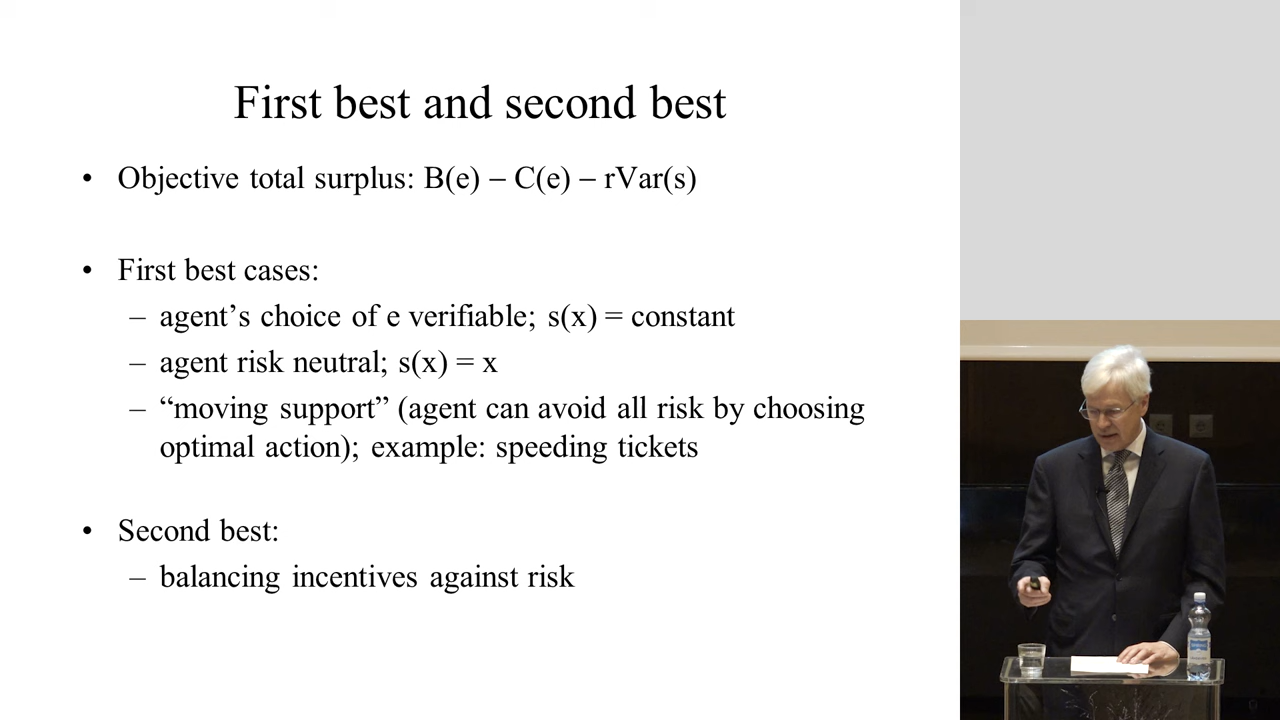 First best and second best
• Objective total surplus: B(e) – C(e) – rVar(s)
• First best cases:
– agent’s choice of e verifiable; s(x) = constant
– agent risk neutral; s(x) = x
– “moving support” (agent can avoid all risk by choosing
optimal action); example: speeding tickets
• Second best:
– balancing incentives against risk